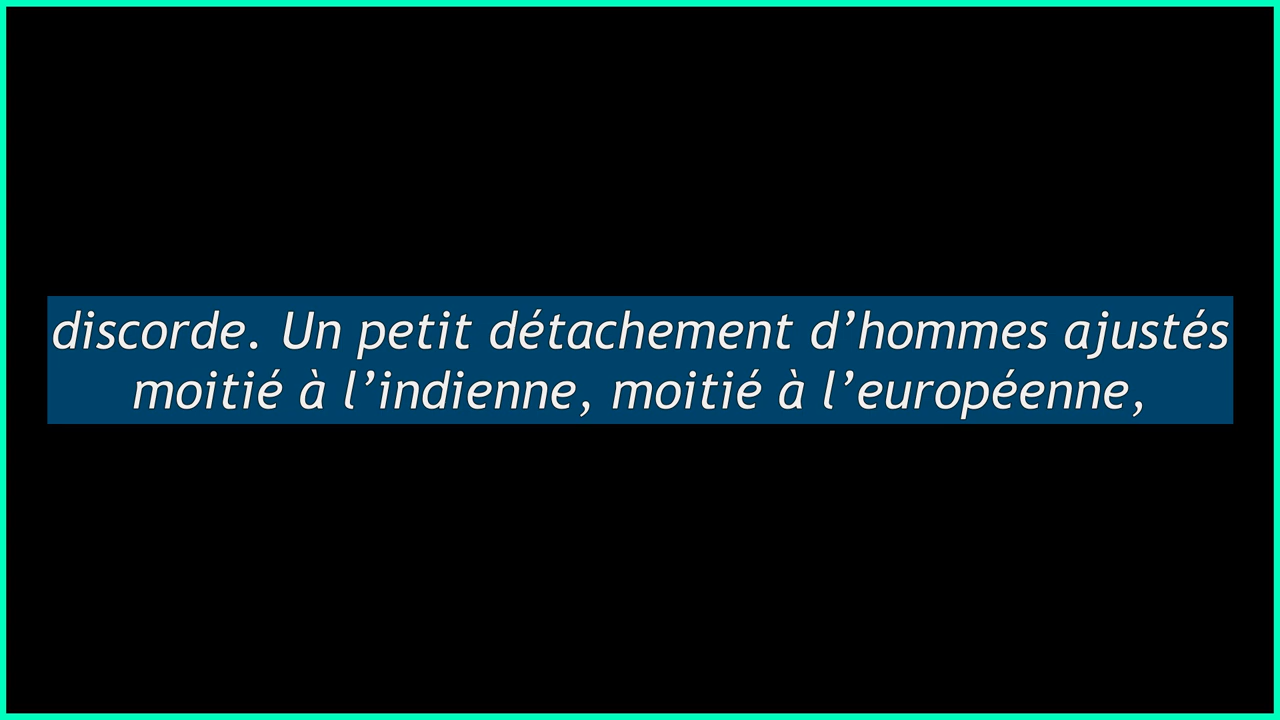 discorde. Un petit détachement d’hommes ajustés
moitié à l’indienne, moitié à l’européenne,